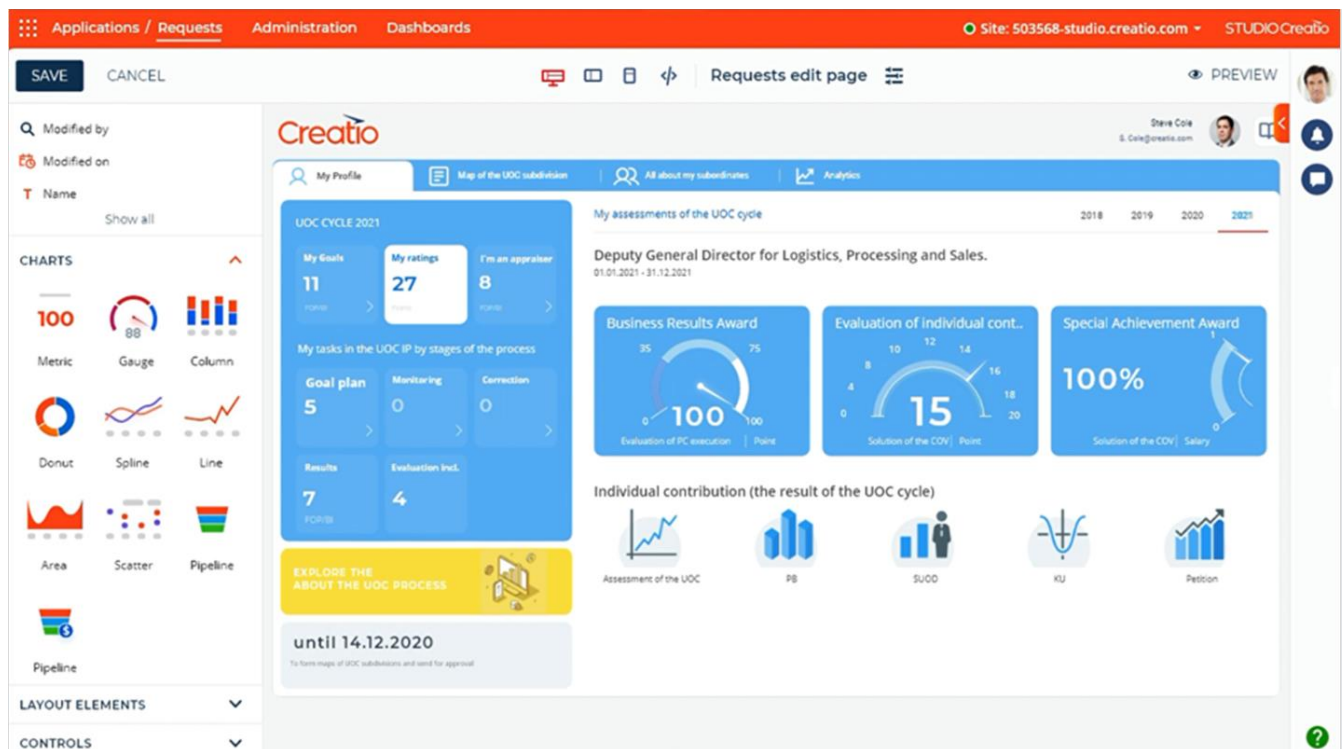 Applications / Requests Administration Dashboards Site: 503568-studio.creatio.com STUDIO Creatio
SAVE CANCEL Requests edit page PREVIEW
Modified by
Modified on
T Name
Show all
CHARTS
100
Metric
88
Gauge
Column
Donut
Spline
Line
Area
Scatter
Pipeline
Pipeline
LAYOUT ELEMENTS
CONTROLS
Creatio
Steve Cole
S. Cole@creatio.com
My Profile Map of the UOC subdivision All about my subordinates Analytics
UOC CYCLE 2021
My Goals
11
My ratings
27
I'm an appraiser
8
My tasks in the UOC IP by stages of the process
Goal plan
5
Monitoring
0
Correction
0
Results
7
FOP/BI
Evaluation incl.
4
EXPLORE THE
ABOUT THE UOC PROCESS
until 14.12.2020
To form maps of UOC subdivisions and send for approval
My assessments of the UOC cycle 2018 2019 2020 2021
Deputy General Director for Logistics, Processing and Sales.
01.01.2021 - 31.12.2021
Business Results Award
35 75
0 100 100
Evaluation of PC execution | Point
Evaluation of individual cont..
0 4 8 10 12 14 16 18 20
15
Solution of the COV | Point
Special Achievement Award
1
100%
0
Solution of the COV | Salary
Individual contribution (the result of the UOC cycle)
Assessment of the UOC PB SUOD KU Petition
?